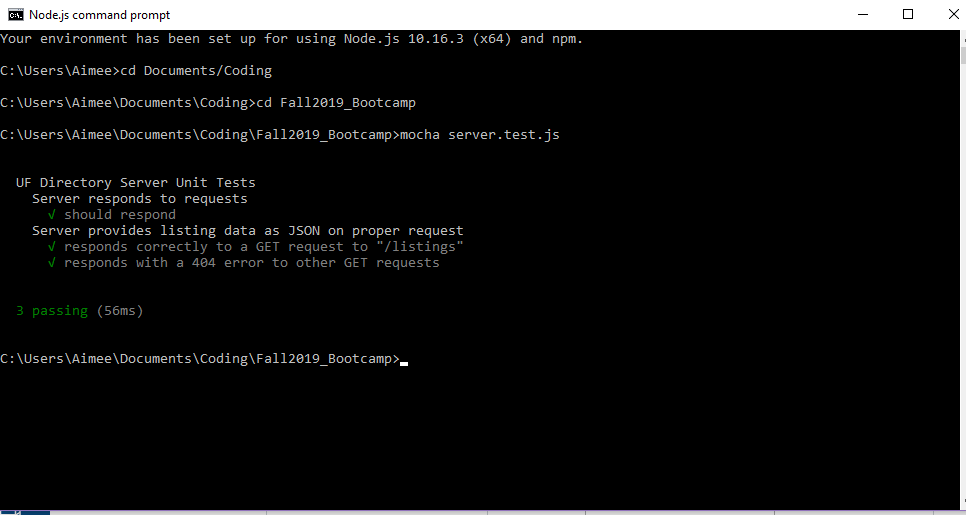 Node.js command prompt
Your environment has been set up for using Node.js 10.16.3 (x64) and npm.
C:\Users\Aimee>cd Documents/Coding
C:\Users\Aimee\Documents\Coding>cd Fall2019_Bootcamp
C:\Users\Aimee\Documents\Coding\Fall2019_Bootcamp>mocha server.test.js
UF Directory Server Unit Tests
Server responds to requests
√ should respond
Server provides listing data as JSON on proper request
√ responds correctly to a GET request to "/listings"
√ responds with a 404 error to other GET requests
3 passing (56ms)
C:\Users\Aimee\Documents\Coding\Fall2019_Bootcamp>